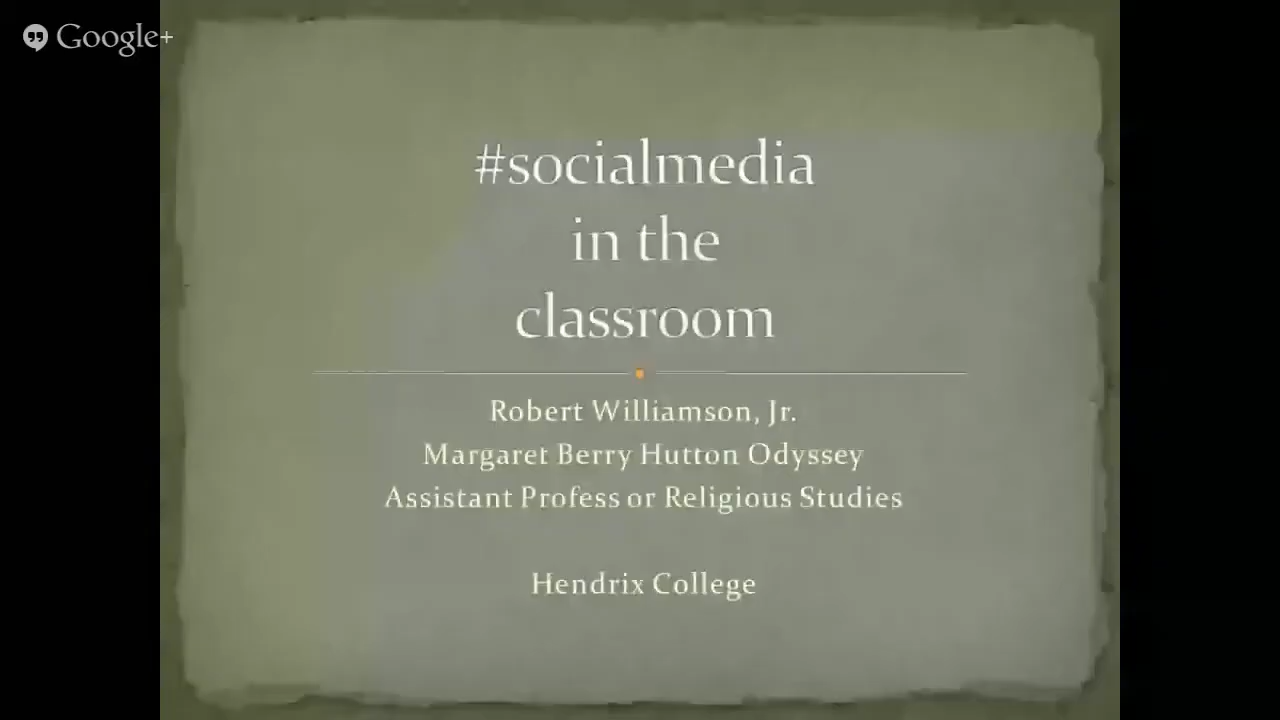 Google+
#socialmedia
in the
classroom
Robert Williamson, Jr.
Margaret Berry Hutton Odyssey
Assistant Profess or Religious Studies
Hendrix College